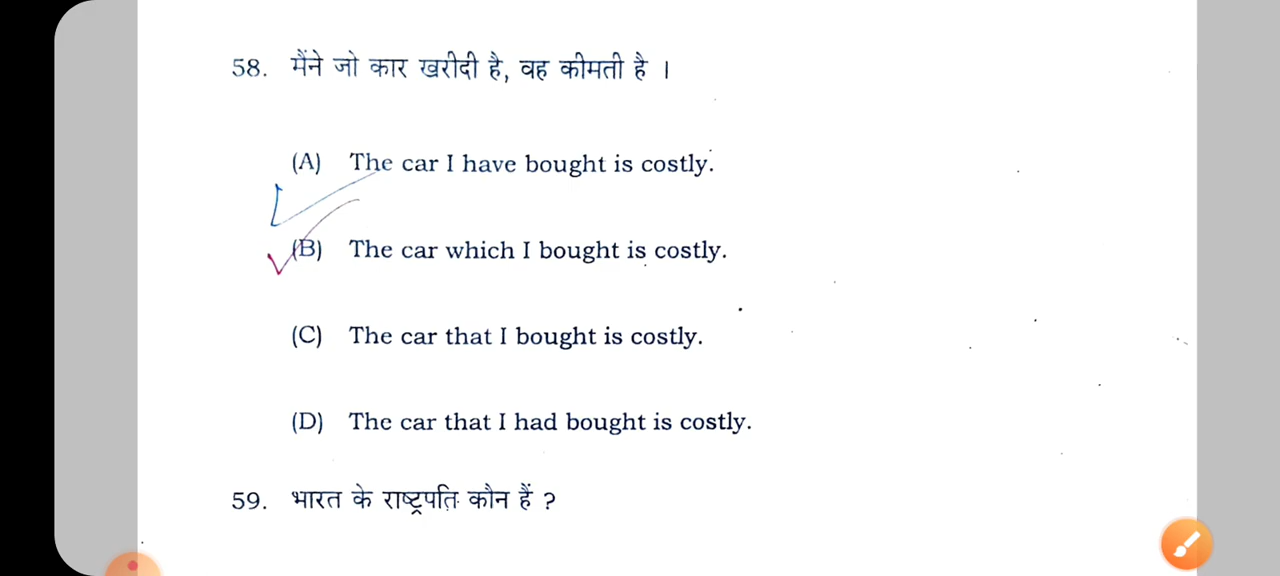 58. मैंने जो कार खरीदी है, वह कीमती है ।
(A) The car I have bought is costly.
(B) The car which I bought is costly.
(C) The car that I bought is costly.
(D) The car that I had bought is costly.
59. भारत के राष्ट्रपति कौन हैं ?